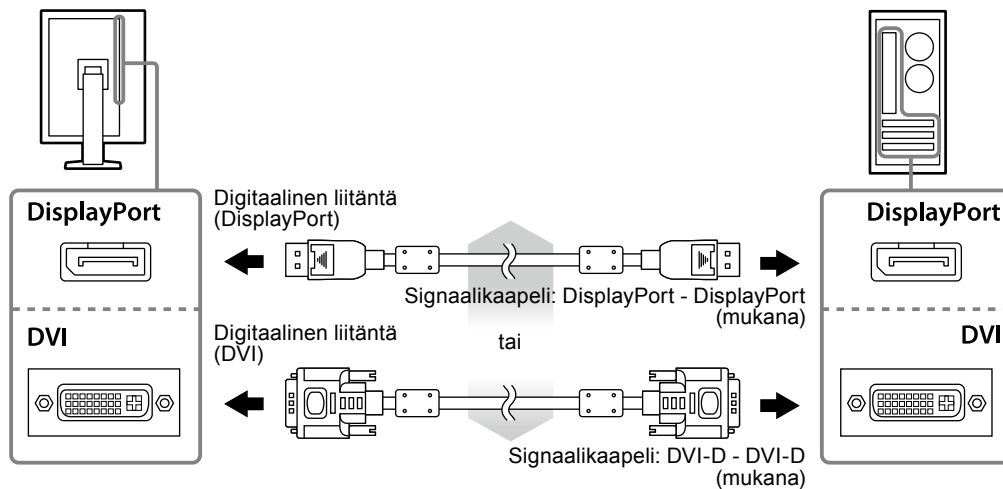 DisplayPort
Digitaalinen liitäntä
(DisplayPort)
DisplayPort
Signaalikaapeli: DisplayPort - DisplayPort
(mukana)
DVI
Digitaalinen liitäntä
(DVI)
tai
DVI
Signaalikaapeli: DVI-D - DVI-D
(mukana)